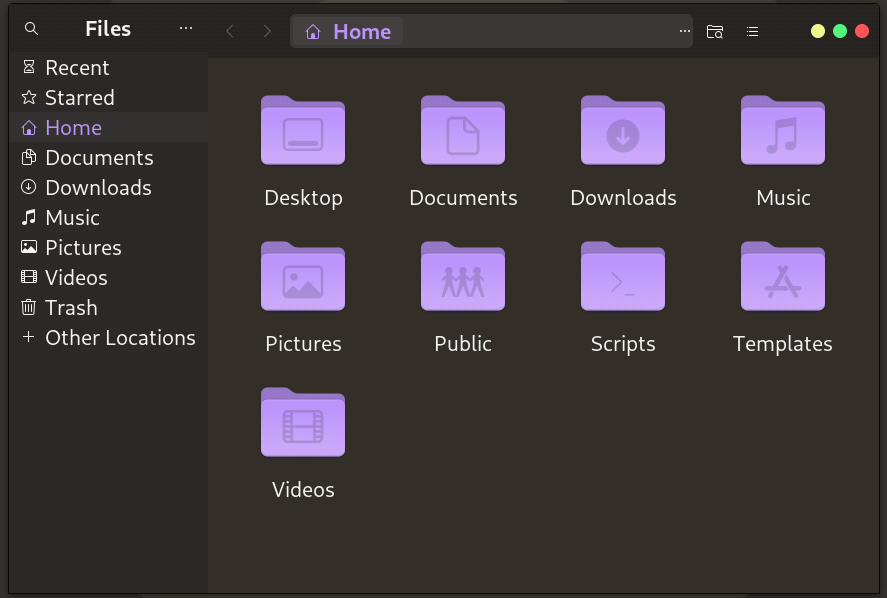 Files
Home
Recent
Starred
Home
Documents
Downloads
Music
Pictures
Videos
Trash
Other Locations
Desktop
Documents
Downloads
Music
Pictures
Public
Scripts
Templates
Videos